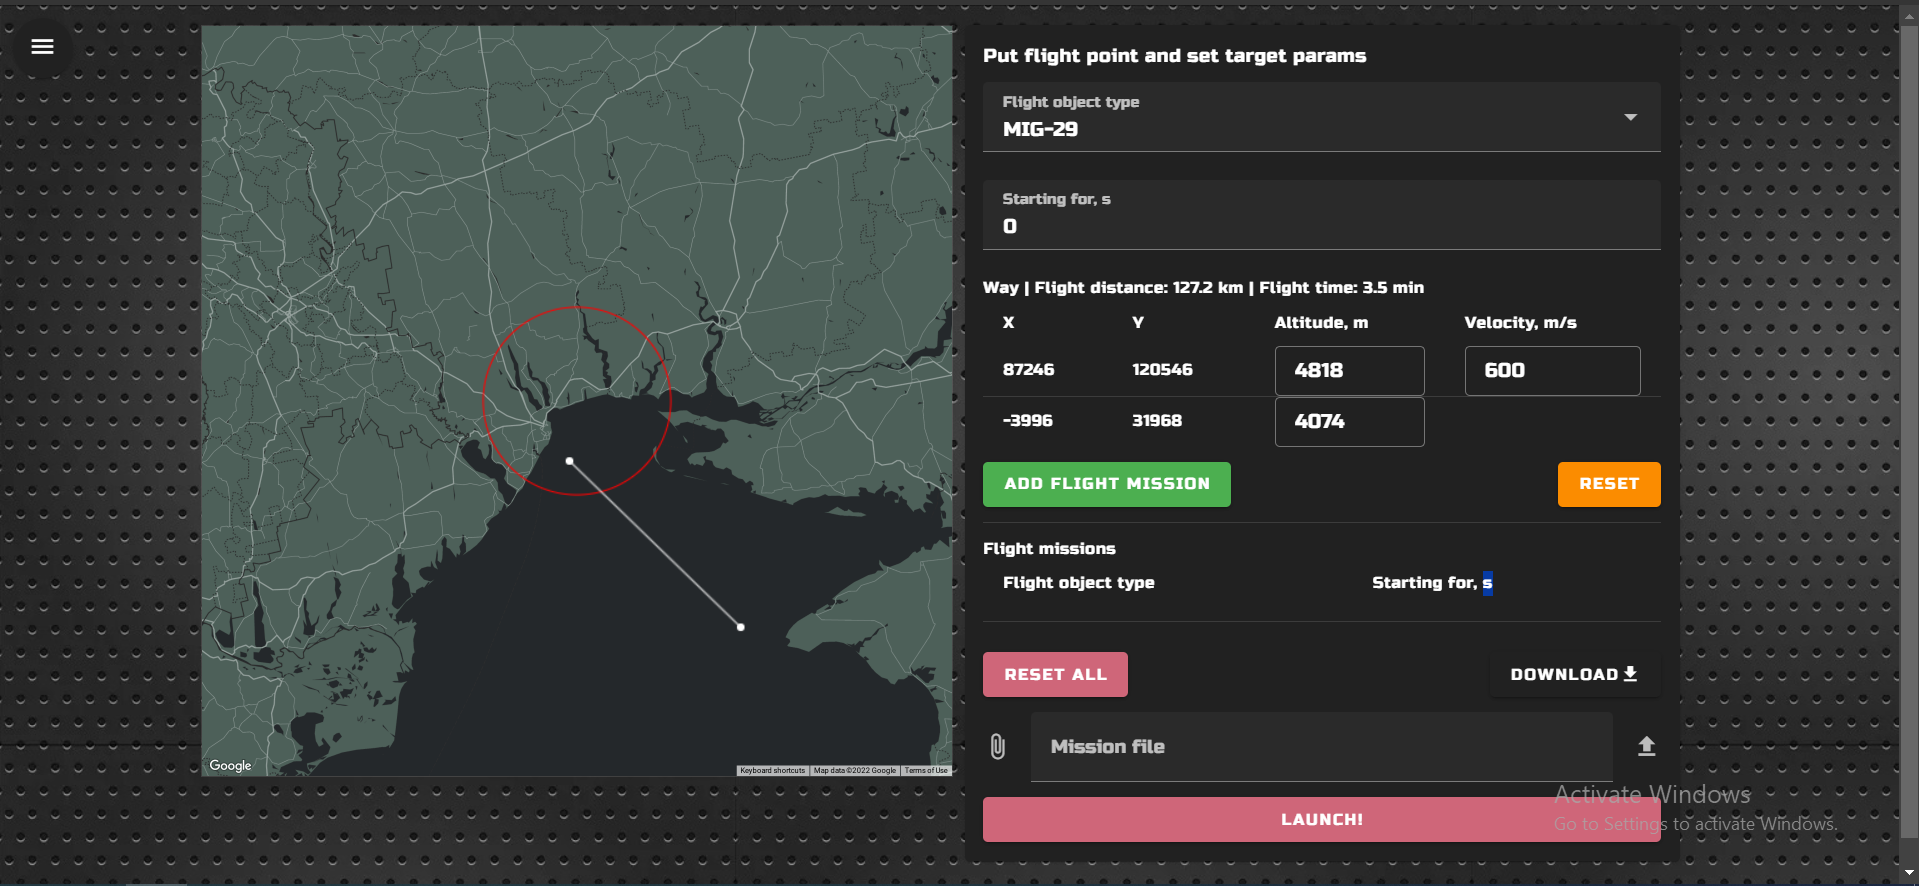 Put flight point and set target params
Flight object type
MIG-29
Starting for, s
0
Way | Flight distance: 127.2 km | Flight time: 3.5 min
X Y Altitude, m Velocity, m/s
87246 120546 4818 600
-3996 31968 4074
ADD FLIGHT MISSION RESET
Flight missions
Flight object type Starting for, s
RESET ALL DOWNLOAD
Mission file
LAUNCH!
Activate Windows
Go to Settings to activate Windows.
Google
Keyboard shortcuts Map data ©2022 Google Terms of Use